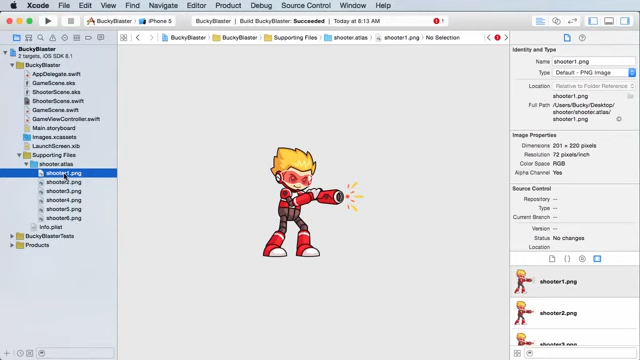 Xcode File Edit View Find Navigate Editor Product Debug Source Control Window Help
BuckyBlaster iPhone 5
BuckyBlaster Build BuckyBlaster: Succeeded Today at 8:13 AM 1
BuckyBlaster BuckyBlaster Supporting Files shooter.atlas shooter1.png No Selection
BuckyBlaster
2 targets, iOS SDK 8.1
BuckyBlaster
AppDelegate.swift
GameScene.sks
ShooterScene.sks
ShooterScene.swift
GameScene.swift
GameViewController.swift
Main.storyboard
Images.xcassets
LaunchScreen.xib
Supporting Files
shooter.atlas
shooter1.png
shooter2.png
shooter3.png
shooter4.png
shooter5.png
shooter6.png
Info.plist
BuckyBlasterTests
Products
Identity and Type
Name shooter1.png
Type Default - PNG Image
Location Relative to Folder Reference
shooter1.png
Full Path /Users/Bucky/Desktop/
shooter/shooter.atlas/
shooter1.png
Image Properties
Dimensions 201 × 220 pixels
Resolution 72 pixels/inch
Color Space RGB
Alpha Channel Yes
Source Control
Repository --
Type --
Current Branch --
Version --
Status No changes
Location
shooter1.png
shooter2.png
shooter3.png